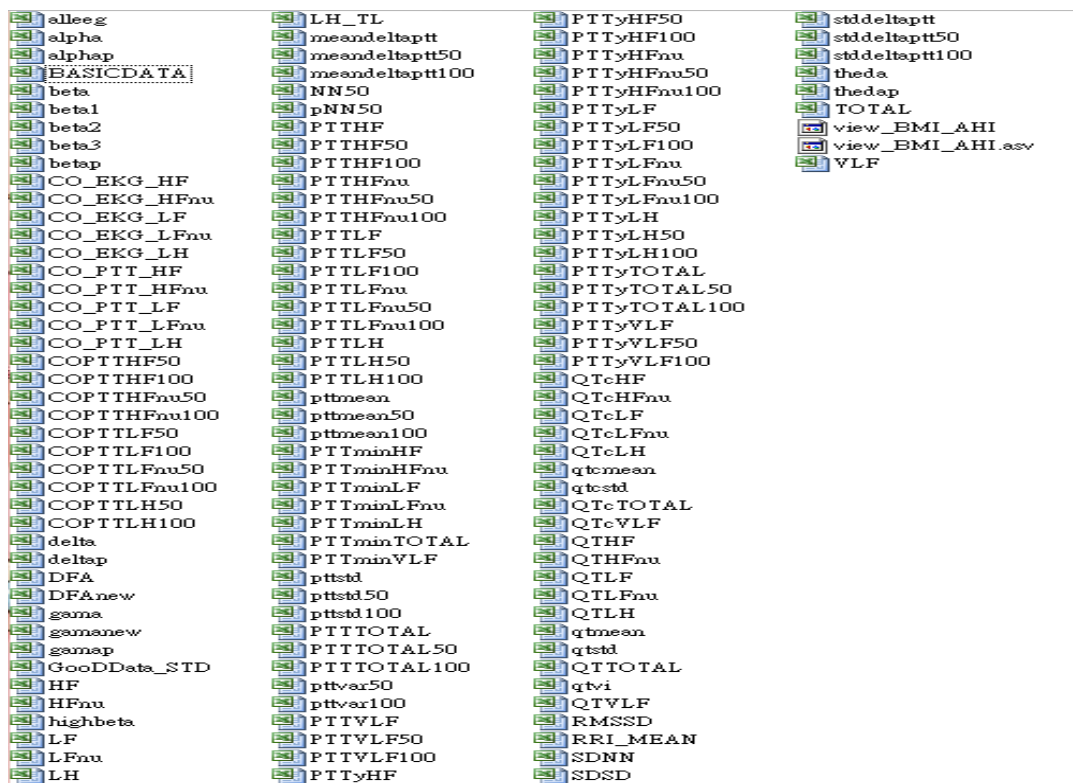 alleeg
alpha
alphap
BASICDATA
beta
beta1
beta2
beta3
betap
CO_EKG_HF
CO_EKG_HFnu
CO_EKG_LF
CO_EKG_LFnu
CO_EKG_LH
CO_PTT_HF
CO_PTT_HFnu
CO_PTT_LF
CO_PTT_LFnu
CO_PTT_LH
COPTTHF50
COPTTHF100
COPTTHFnu50
COPTTHFnu100
COPTTLF50
COPTTLF100
COPTTLFnu50
COPTTLFnu100
COPTTLH50
COPTTLH100
delta
deltap
DFA
DFAnew
gama
gamanew
gamap
GooDData_STD
HF
HFnu
highbeta
LF
LFnu
LH
LH_TL
meandeltaptt
meandeltaptt50
meandeltaptt100
NN50
pNN50
PTTHF
PTTHF50
PTTHF100
PTTHFnu
PTTHFnu50
PTTHFnu100
PTTLF
PTTLF50
PTTLF100
PTTLFnu
PTTLFnu50
PTTLFnu100
PTTLH
PTTLH50
PTTLH100
pttmean
pttmean50
pttmean100
PTTminHF
PTTminHFnu
PTTminLF
PTTminLFnu
PTTminLH
PTTminTOTAL
PTTminVLF
pttstd
pttstd50
pttstd100
PTTTOTAL
PTTTOTAL50
PTTTOTAL100
pttvar50
pttvar100
PTTVLF
PTTVLF50
PTTVLF100
PTTyHF
PTTyHF50
PTTyHF100
PTTyHFnu
PTTyHFnu50
PTTyHFnu100
PTTyLF
PTTyLF50
PTTyLF100
PTTyLFnu
PTTyLFnu50
PTTyLFnu100
PTTyLH
PTTyLH50
PTTyLH100
PTTyTOTAL
PTTyTOTAL50
PTTyTOTAL100
PTTyVLF
PTTyVLF50
PTTyVLF100
QTcHF
QTcHFnu
QTcLF
QTcLFnu
QTcLH
qtcmean
qtcstd
QTcTOTAL
QTcVLF
QTHF
QTHFnu
QTLF
QTLFnu
QTLH
qtmean
qtstd
QTTOTAL
qtvi
QTVLF
RMSSD
RRI_MEAN
SDNN
SDSD
stddeltaptt
stddeltaptt50
stddeltaptt100
theda
thedap
TOTAL
view_BMI_AHI
view_BMI_AHI.asv
VLF